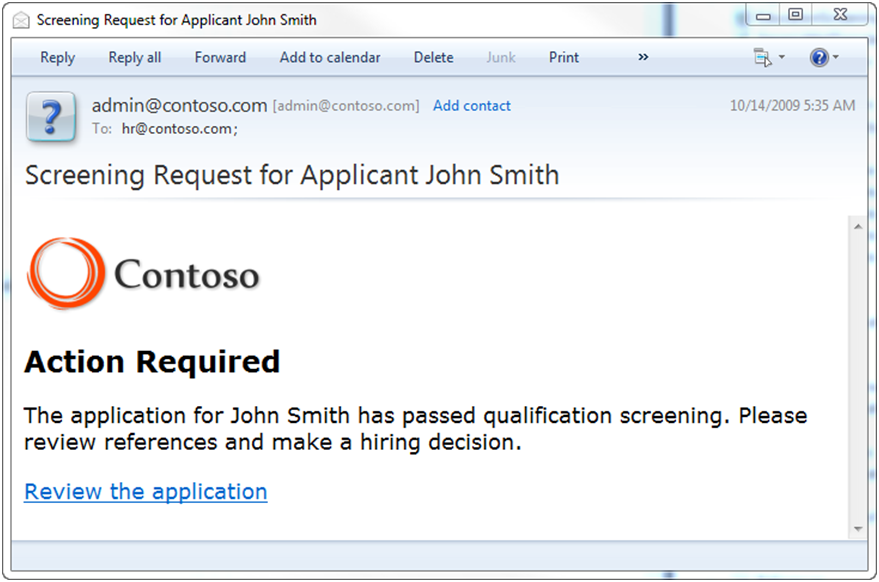 Screening Request for Applicant John Smith
Reply Reply all Forward Add to calendar Delete Junk Print »
admin@contoso.com [admin@contoso.com] Add contact 10/14/2009 5:35 AM
To: hr@contoso.com;
Screening Request for Applicant John Smith
Contoso
Action Required
The application for John Smith has passed qualification screening. Please
review references and make a hiring decision.
Review the application